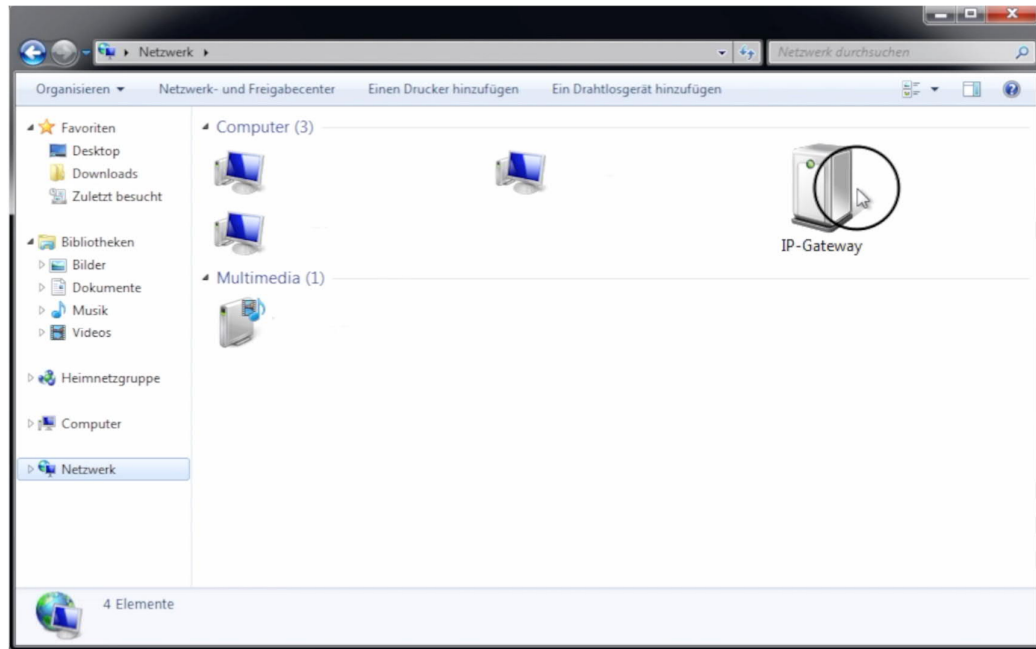 Netzwerk
Netzwerk durchsuchen
Organisieren Netzwerk- und Freigabecenter Einen Drucker hinzufügen Ein Drahtlosgerät hinzufügen
Favoriten
Desktop
Downloads
Zuletzt besucht
Bibliotheken
Bilder
Dokumente
Musik
Videos
Heimnetzgruppe
Computer
Netzwerk
Computer (3)
IP-Gateway
Multimedia (1)
4 Elemente